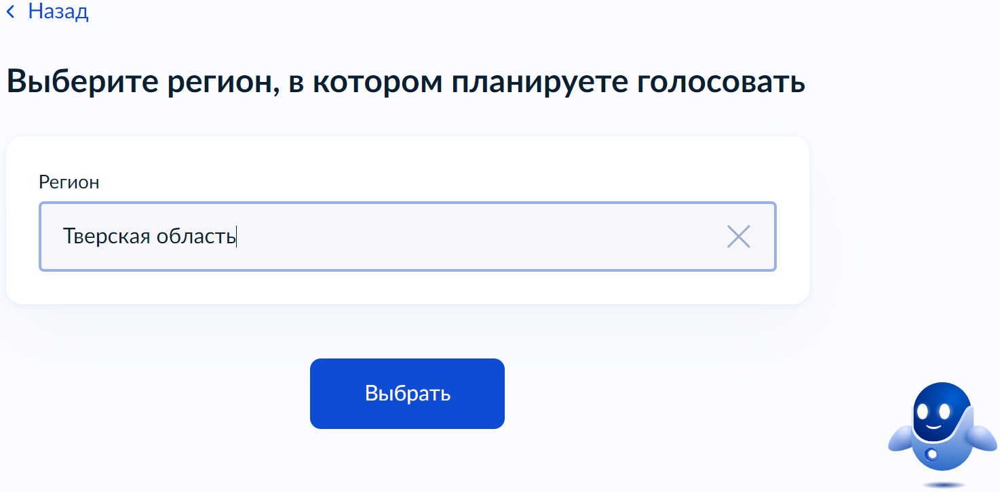 Назад
Выберите регион, в котором планируете голосовать
Регион
Тверская область
Выбрать